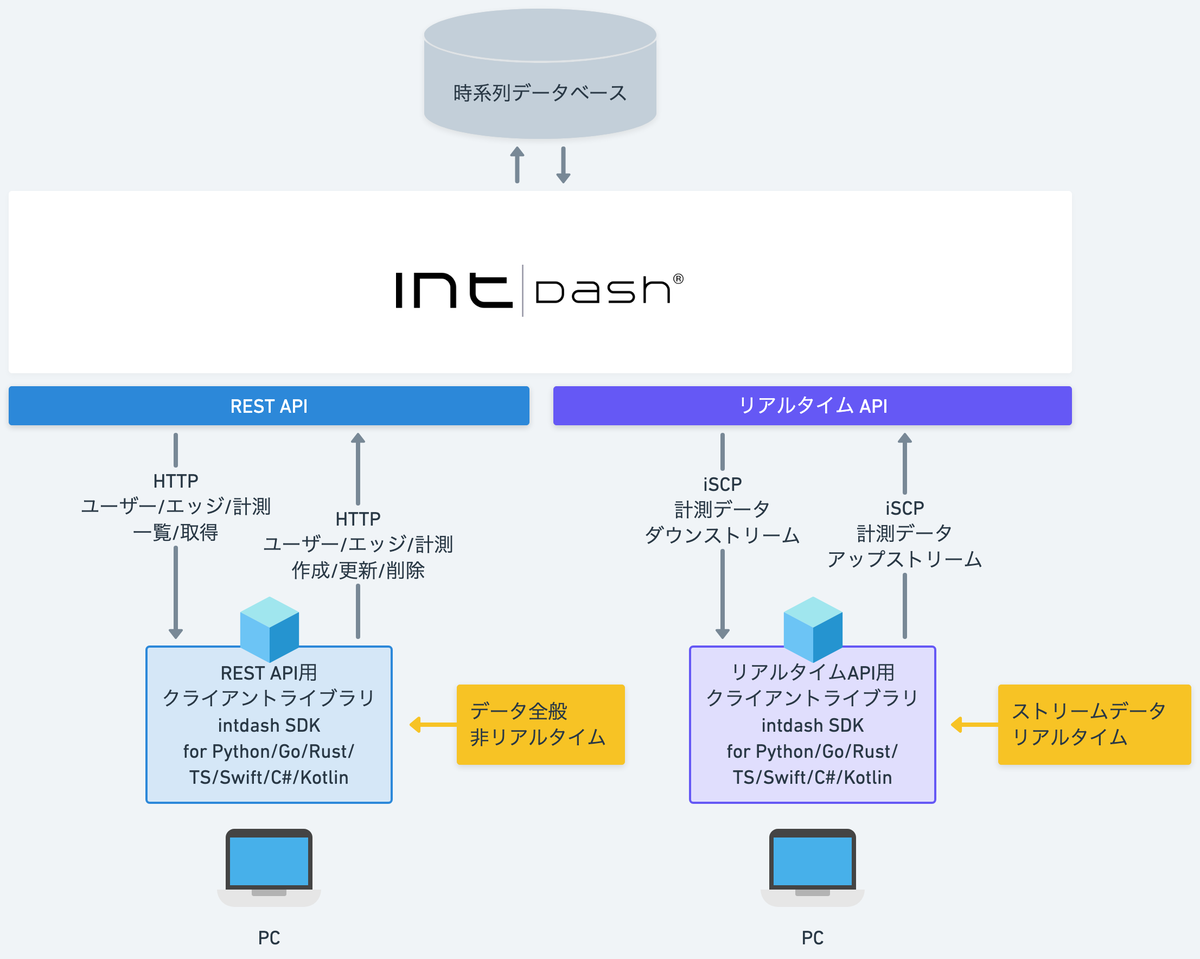 時系列データベース
int dash®
REST API
リアルタイム API
HTTP
ユーザー/エッジ/計測
一覧/取得
HTTP
ユーザー/エッジ/計測
作成/更新/削除
iSCP
計測データ
ダウンストリーム
iSCP
計測データ
アップストリーム
REST API用
クライアントライブラリ
intdash SDK
for Python/Go/Rust/
TS/Swift/C#/Kotlin
データ全般
非リアルタイム
リアルタイムAPI用
クライアントライブラリ
intdash SDK
for Python/Go/Rust/
TS/Swift/C#/Kotlin
ストリームデータ
リアルタイム
PC
PC